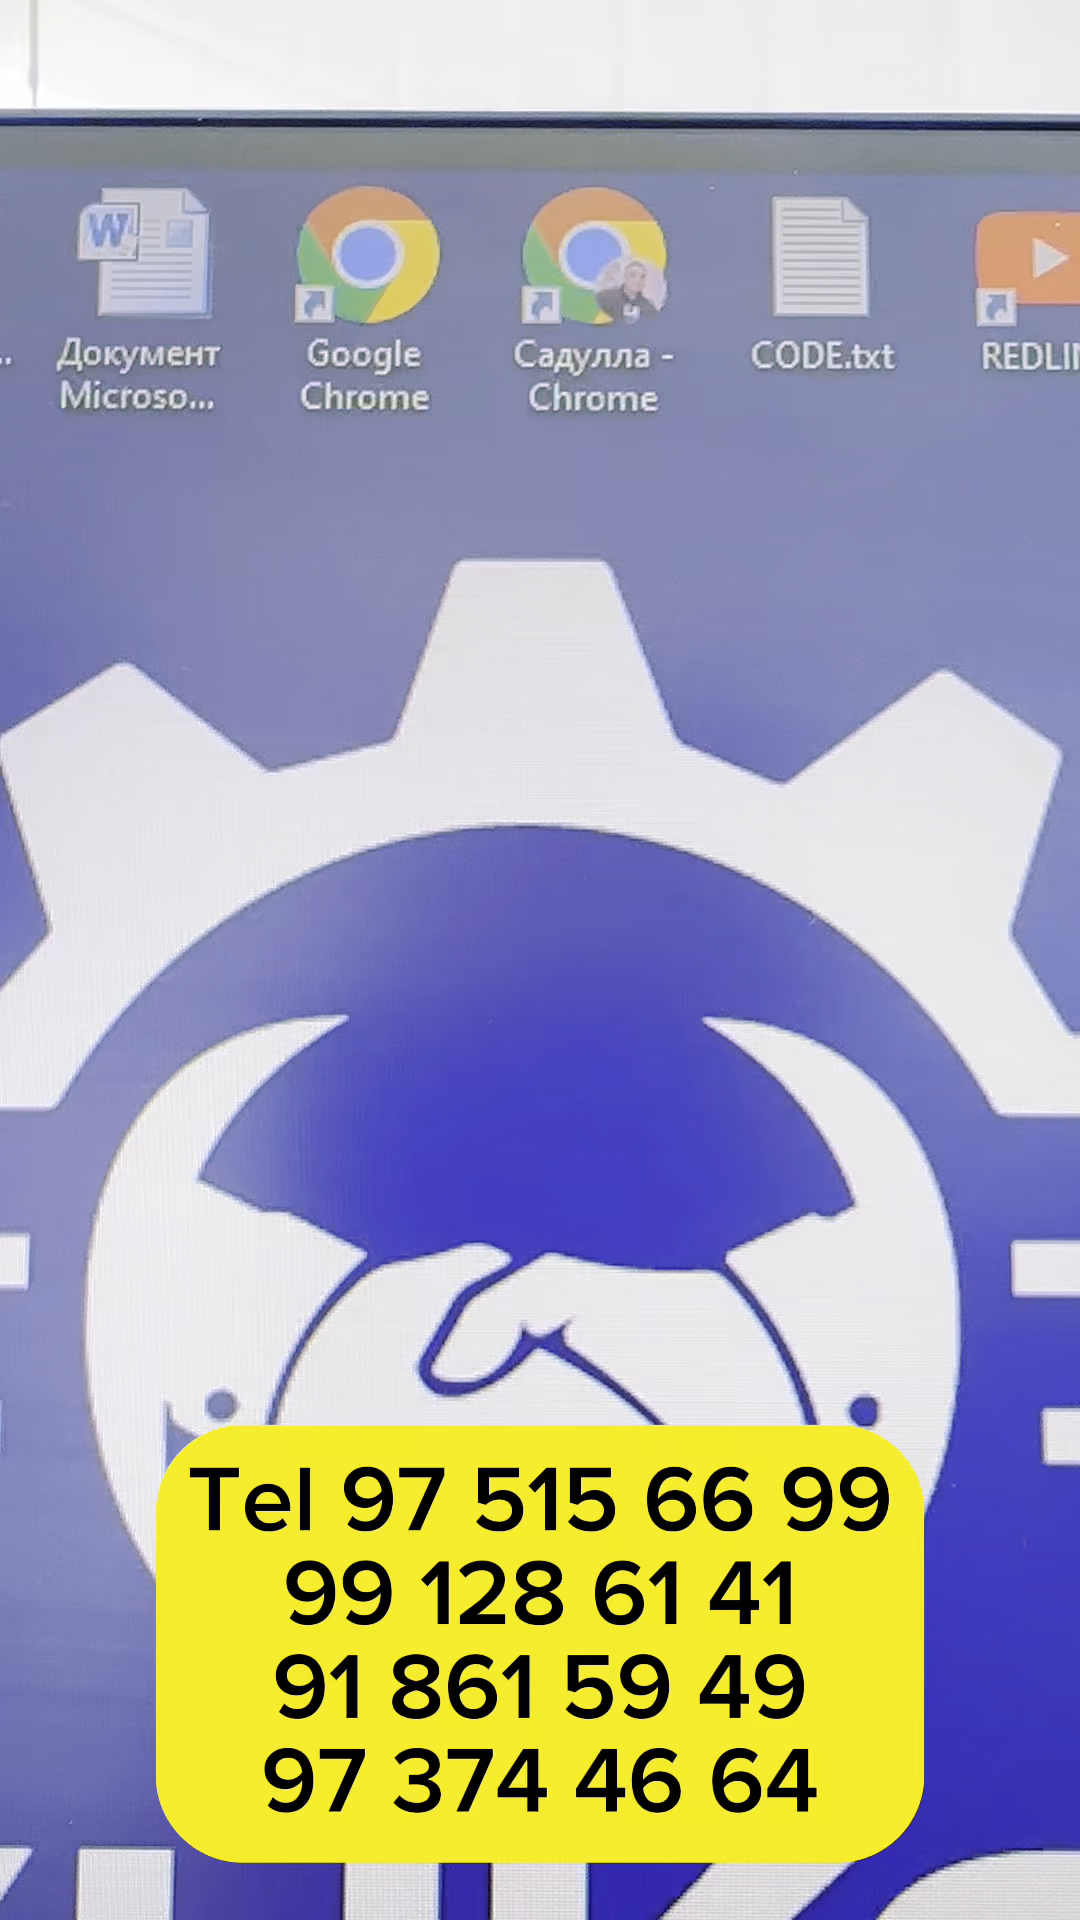 Документ
Microso...
Google
Chrome
Садулла -
Chrome
CODE.txt
Tel 97 515 66 99
99 128 61 41
91 861 59 49
97 374 46 64